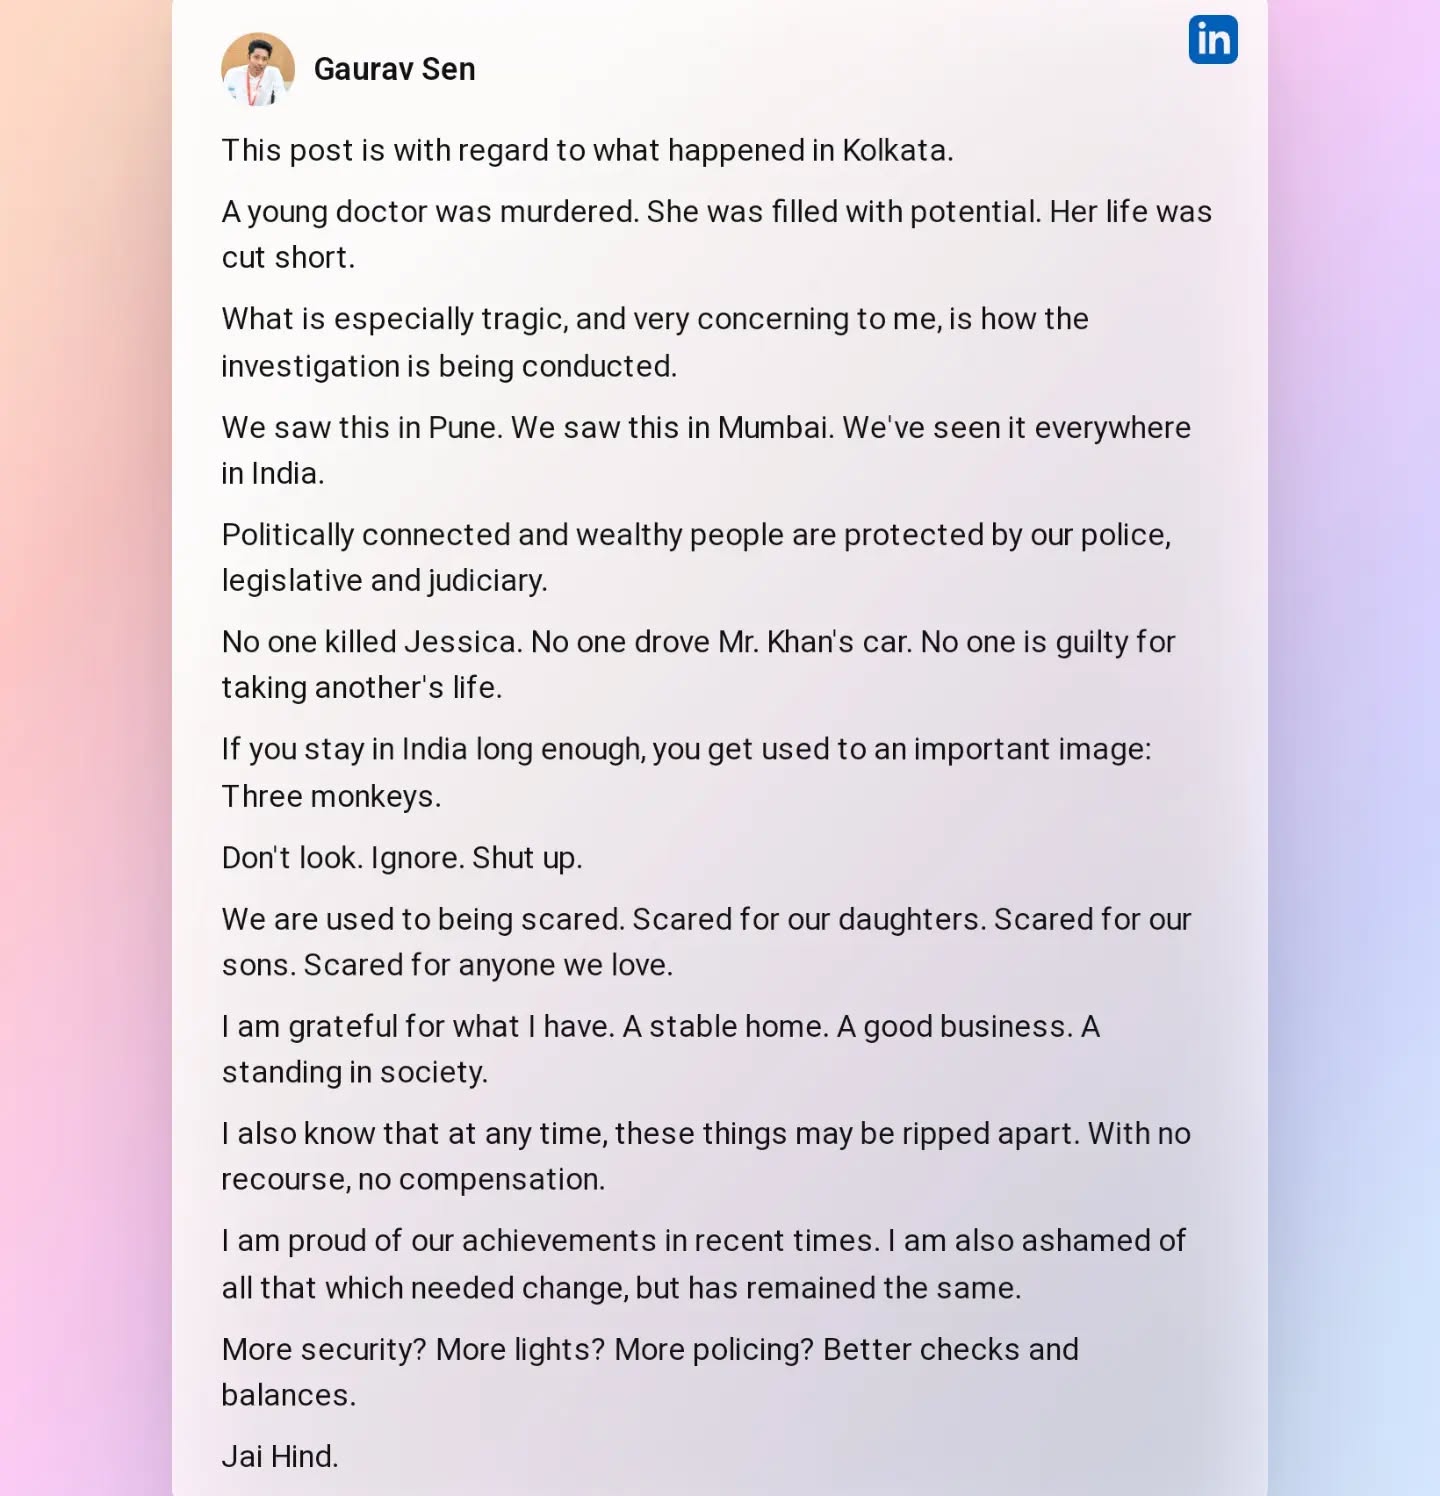 Gaurav Sen
in
This post is with regard to what happened in Kolkata.
A young doctor was murdered. She was filled with potential. Her life was
cut short.
What is especially tragic, and very concerning to me, is how the
investigation is being conducted.
We saw this in Pune. We saw this in Mumbai. We've seen it everywhere
in India.
Politically connected and wealthy people are protected by our police,
legislative and judiciary.
No one killed Jessica. No one drove Mr. Khan's car. No one is guilty for
taking another's life.
If you stay in India long enough, you get used to an important image:
Three monkeys.
Don't look. Ignore. Shut up.
We are used to being scared. Scared for our daughters. Scared for our
sons. Scared for anyone we love.
I am grateful for what I have. A stable home. A good business. A
standing in society.
I also know that at any time, these things may be ripped apart. With no
recourse, no compensation.
I am proud of our achievements in recent times. I am also ashamed of
all that which needed change, but has remained the same.
More security? More lights? More policing? Better checks and
balances.
Jai Hind.